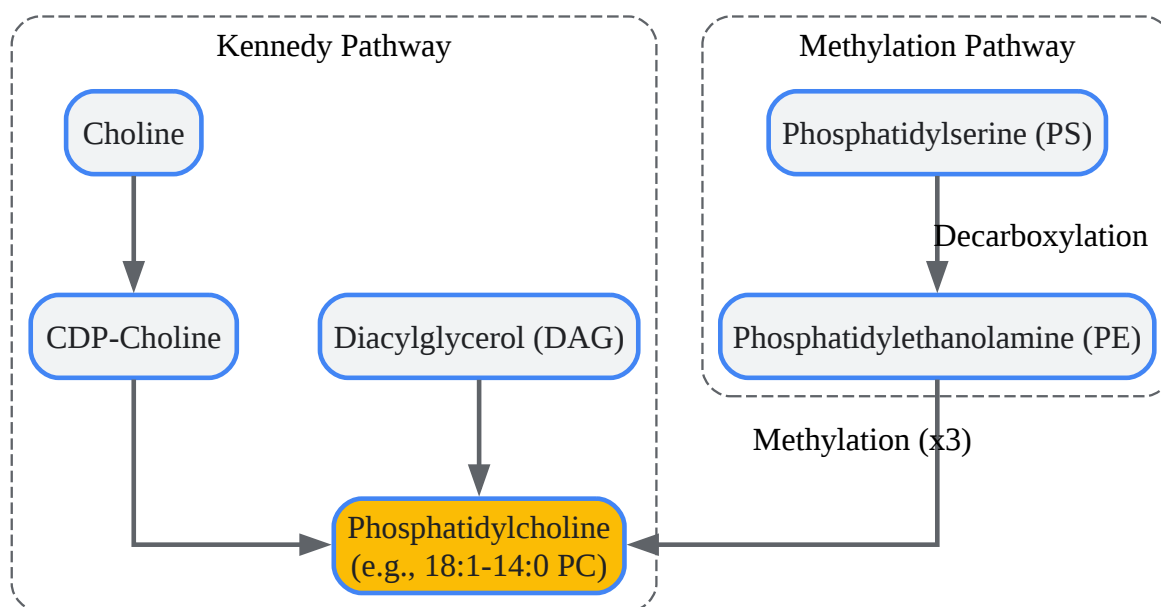 Kennedy Pathway
Methylation Pathway
Choline
Phosphatidylserine (PS)
Decarboxylation
CDP-Choline
Diacylglycerol (DAG)
Phosphatidylethanolamine (PE)
Methylation (x3)
Phosphatidylcholine
(e.g., 18:1-14:0 PC)